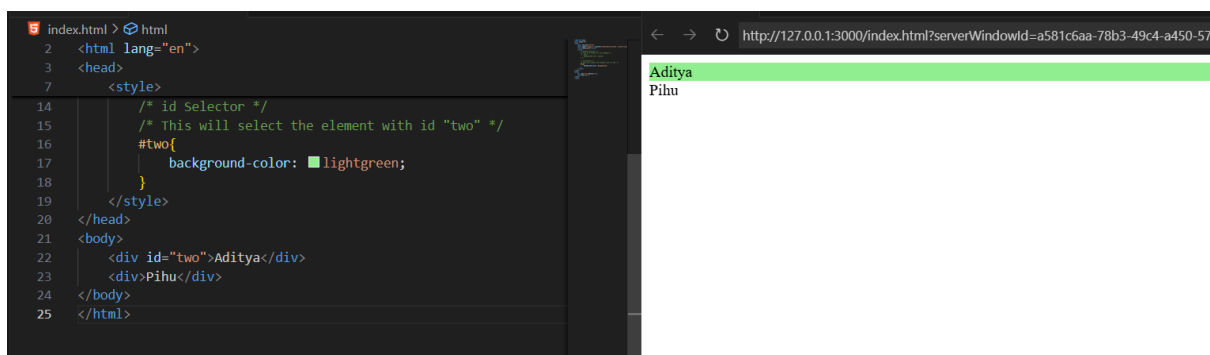 index.html > html
2 <html lang="en">
3 <head>
7 <style>
14 /* id Selector */
15 /* This will select the element with id "two" */
16 #two{
17 background-color: lightgreen;
18 }
19 </style>
20 </head>
21 <body>
22 <div id="two">Aditya</div>
23 <div>Pihu</div>
24 </body>
25 </html>
http://127.0.0.1:3000/index.html?serverWindowId=a581c6aa-78b3-49c4-a450-57
Aditya
Pihu